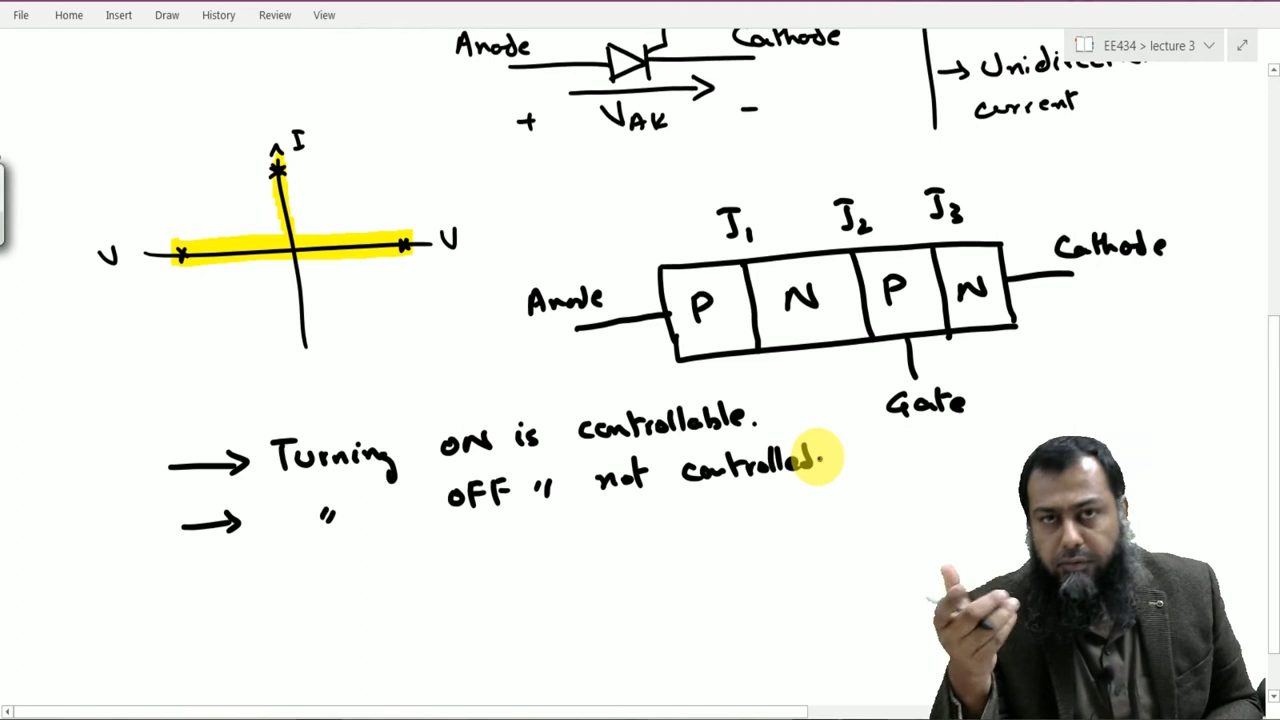 File Home Insert Draw History Review View
EE434 > lecture 3
Anode Cathode
VAK
+ -
→ Unidirec
current
I
V V
J1 J2 J3
Anode P N P N Cathode
Gate
→ Turning ON is controllable.
→ " OFF " not controlled.